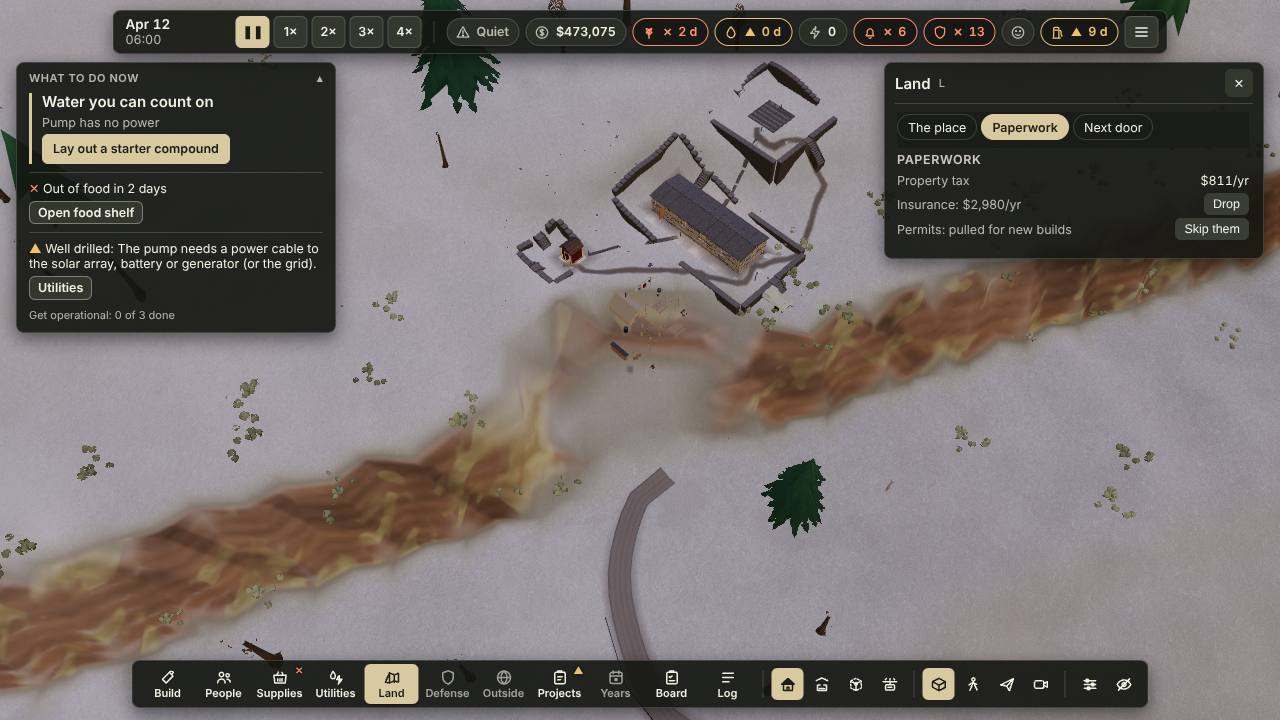 Apr 12
06:00
1×
2×
3×
4×
Quiet
$473,075
× 2 d
0 d
0
× 6
× 13
9 d
WHAT TO DO NOW
Water you can count on
Pump has no power
Lay out a starter compound
× Out of food in 2 days
Open food shelf
Well drilled: The pump needs a power cable to
the solar array, battery or generator (or the grid).
Utilities
Get operational: 0 of 3 done
Land L
×
The place
Paperwork
Next door
PAPERWORK
Property tax
$811/yr
Insurance: $2,980/yr
Drop
Permits: pulled for new builds
Skip them
Build
People
Supplies
Utilities
Land
Defense
Outside
Projects
Years
Board
Log